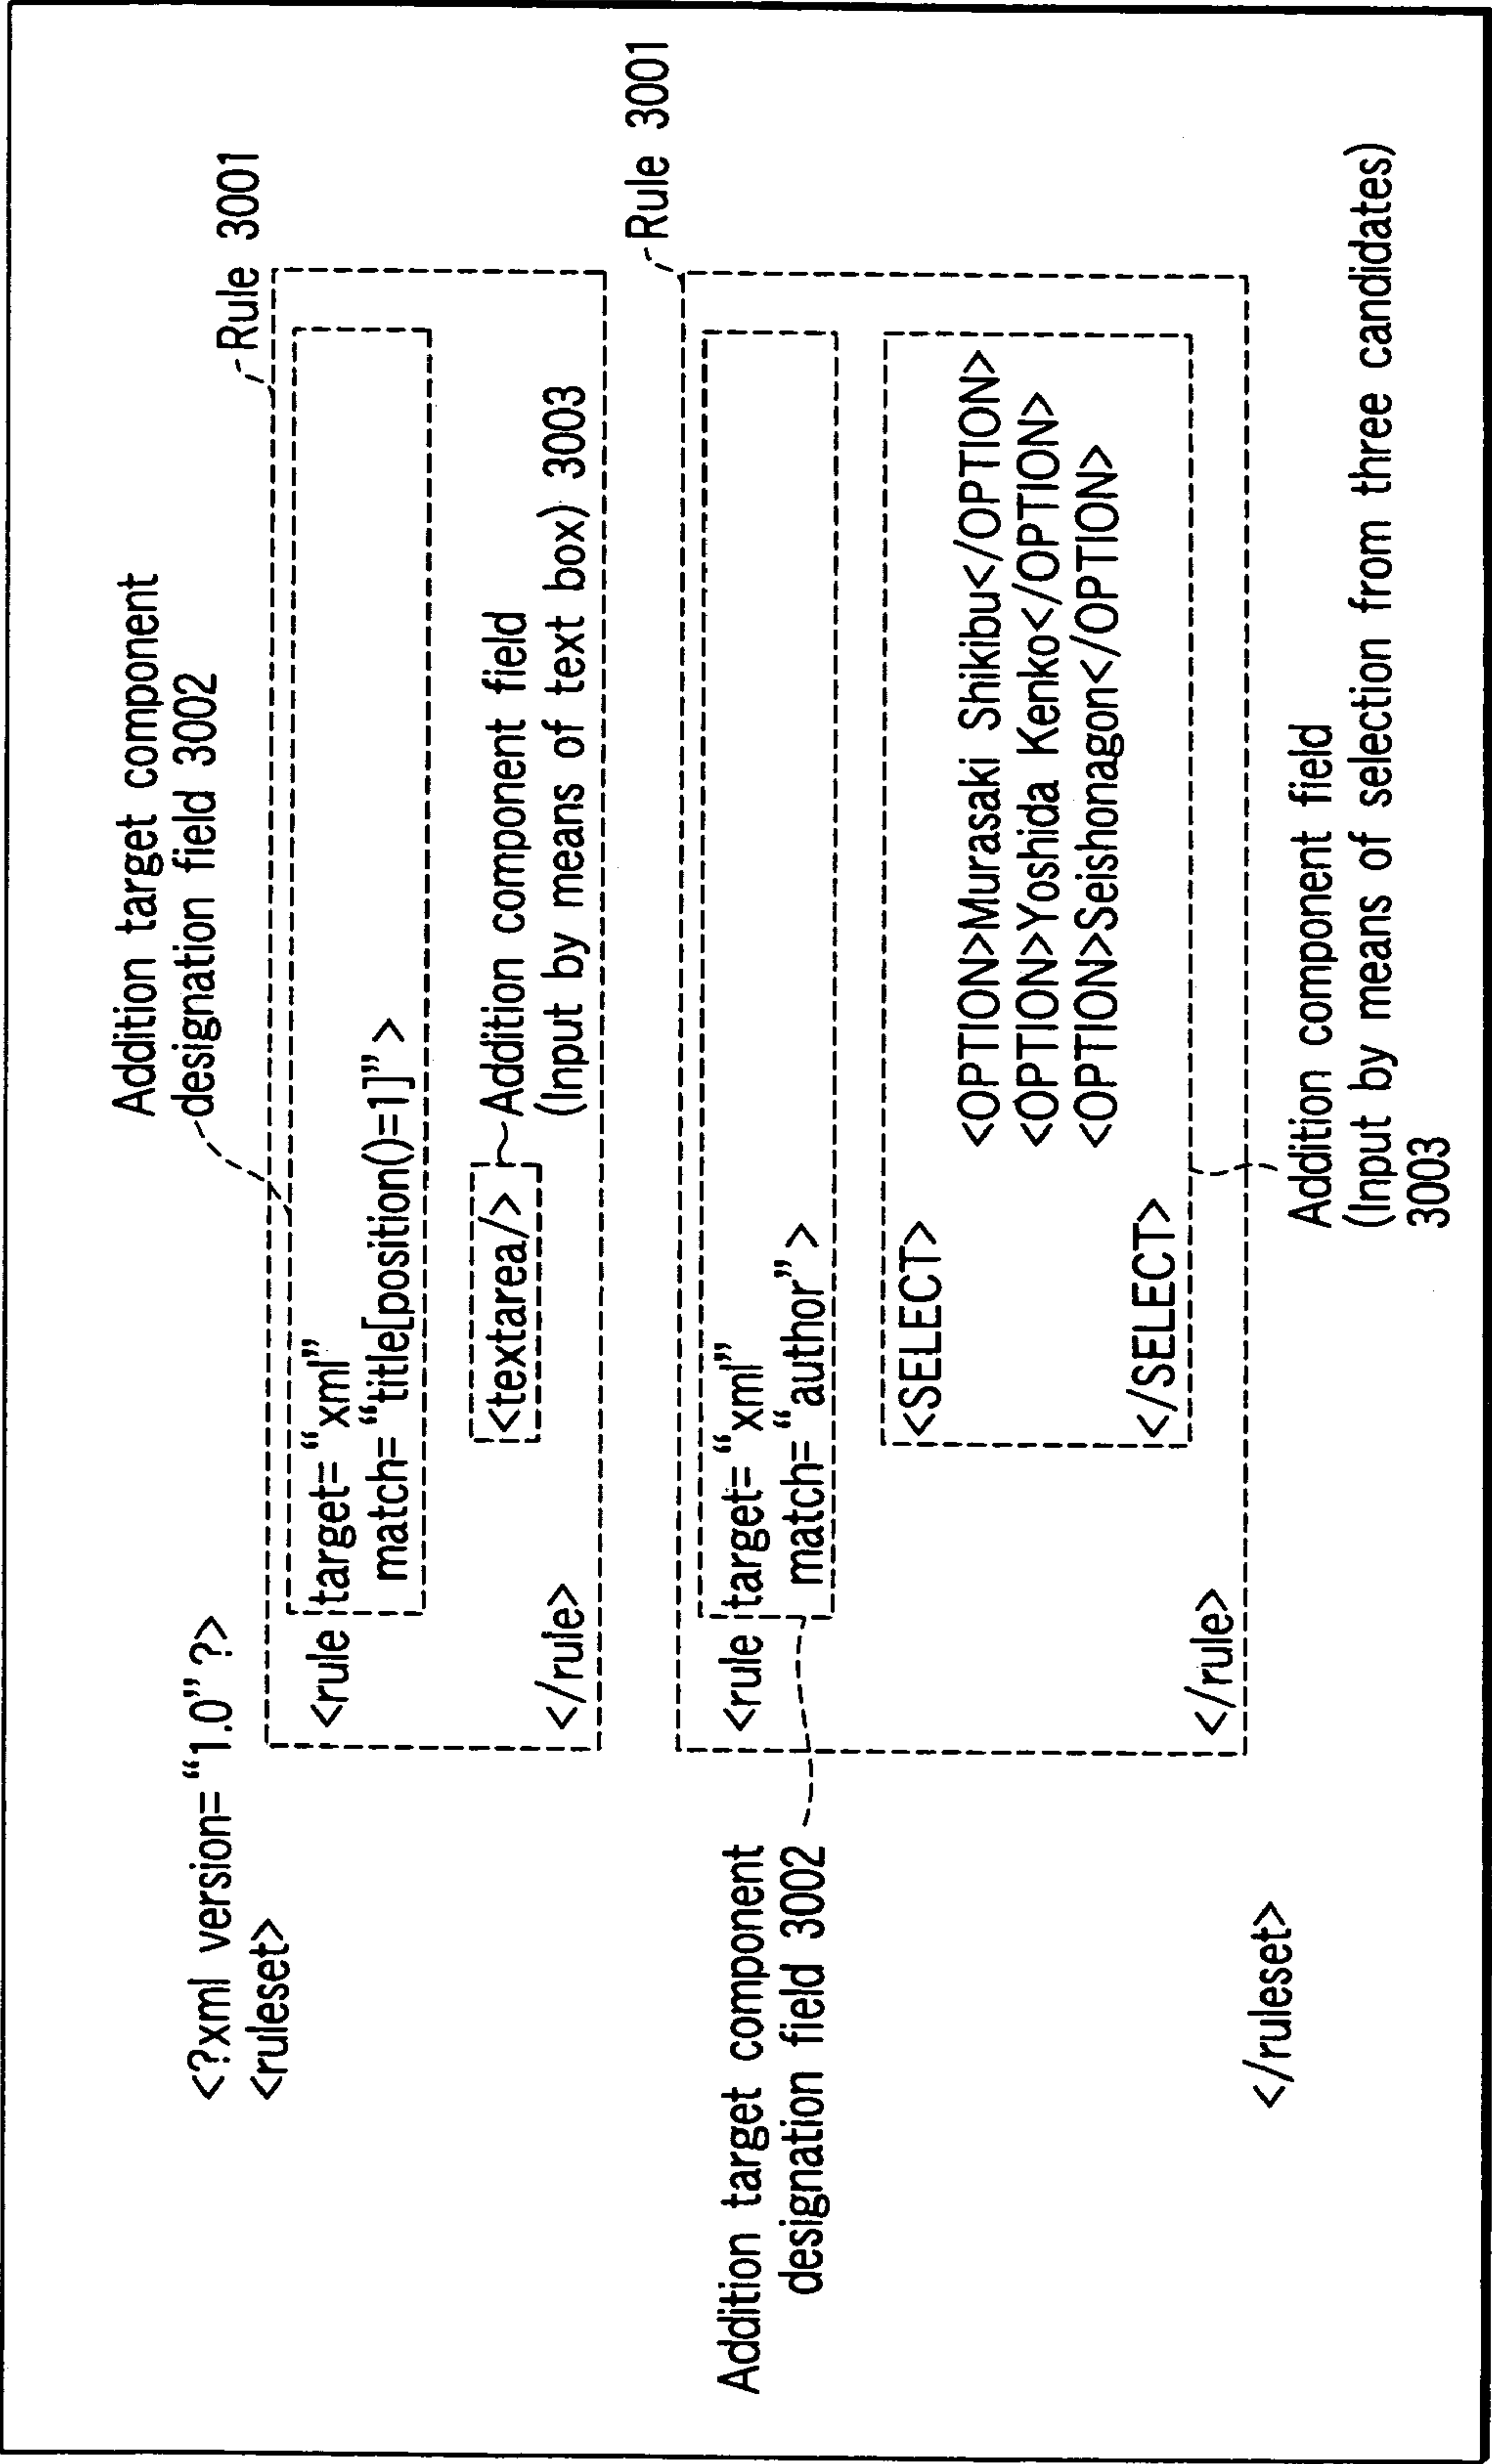 Addition target component
designation field 3002
Rule 3001
<?xml version=“1.0”?>
<ruleset>
<rule target=“xml”
match=“title[position()=1]”>
<textarea/>
Addition component field
(Input by means of text box) 3003
</rule>
Rule 3001
Addition target component
designation field 3002
<rule target=“xml”
match=“author”>
<SELECT>
<OPTION>Murasaki Shikibu</OPTION>
<OPTION>Yoshida Kenko</OPTION>
<OPTION>Seishonagon</OPTION>
</SELECT>
</rule>
</ruleset>
Addition component field
(Input by means of selection from three candidates)
3003